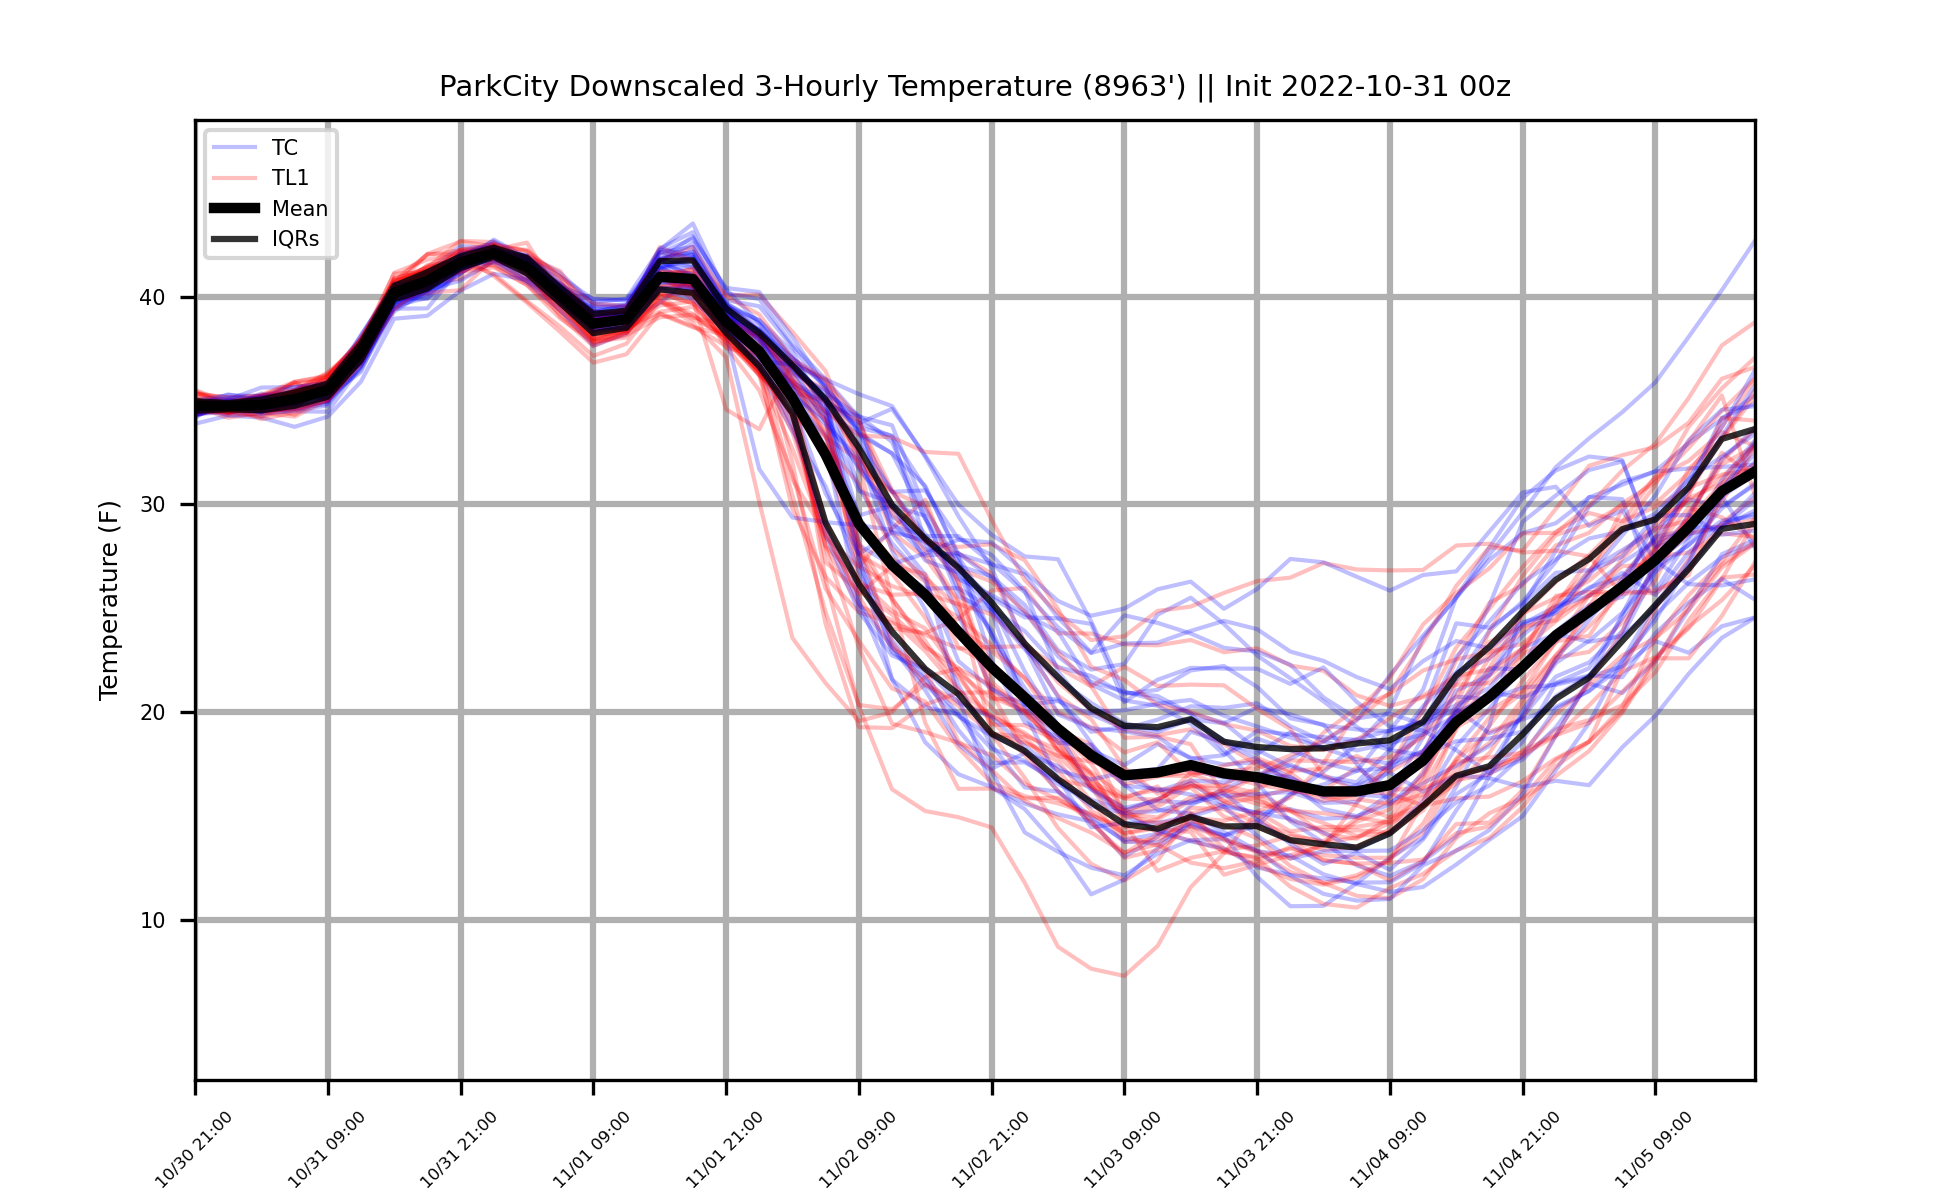 ParkCity Downscaled 3-Hourly Temperature (8963') || Init 2022-10-31 00z
TC
TL1
Mean
IQRs
Temperature (F)
40
30
20
10
10/30 21:00
10/31 09:00
10/31 21:00
11/01 09:00
11/01 21:00
11/02 09:00
11/02 21:00
11/03 09:00
11/03 21:00
11/04 09:00
11/04 21:00
11/05 09:00